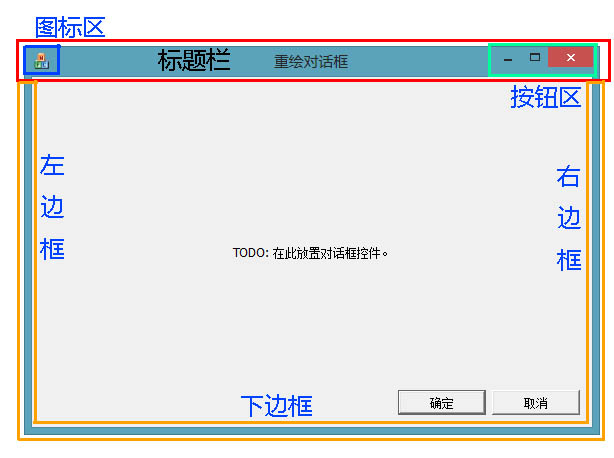 图标区
标题栏
重绘对话框
按钮区
左边框
右边框
TODO: 在此放置对话框控件。
下边框
确定
取消